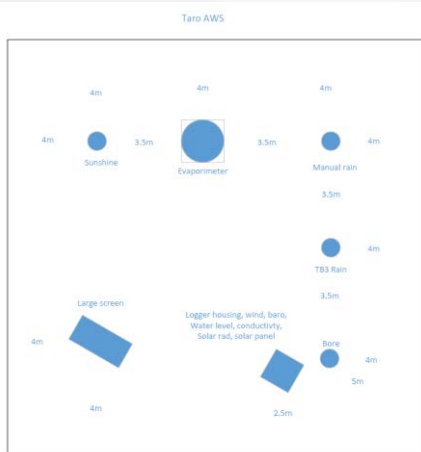 Taro AWS
4m
4m
4m
4m
3.5m
3.5m
4m
Sunshine
Evaporimeter
Manual rain
3.5m
4m
TB3 Rain
3.5m
Large screen
Logger housing, wind, baro,
Water level, conductivty,
Solar rad, solar panel
4m
Bore
4m
5m
4m
2.5m